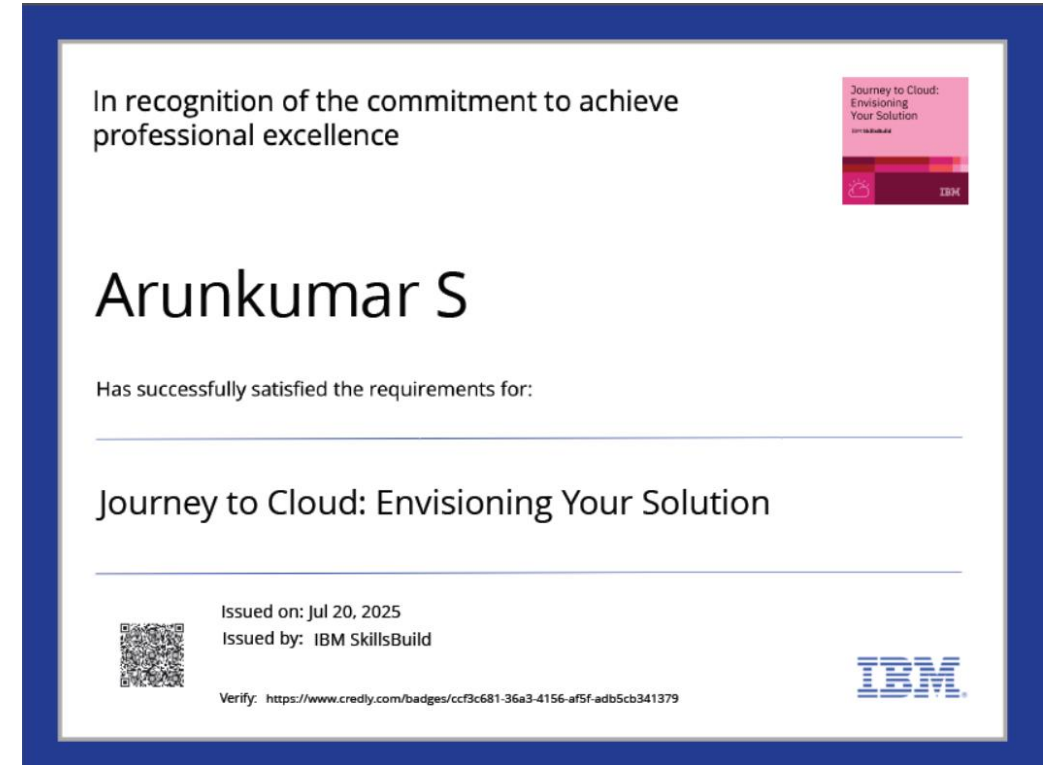 In recognition of the commitment to achieve
professional excellence
Journey to Cloud:
Envisioning
Your Solution
IBM SkillsBuild
IBM
Arunkumar S
Has successfully satisfied the requirements for:
Journey to Cloud: Envisioning Your Solution
Issued on: Jul 20, 2025
Issued by: IBM SkillsBuild
Verify: https://www.credly.com/badges/ccf3c681-36a3-4156-af5f-adb5cb341379
IBM.